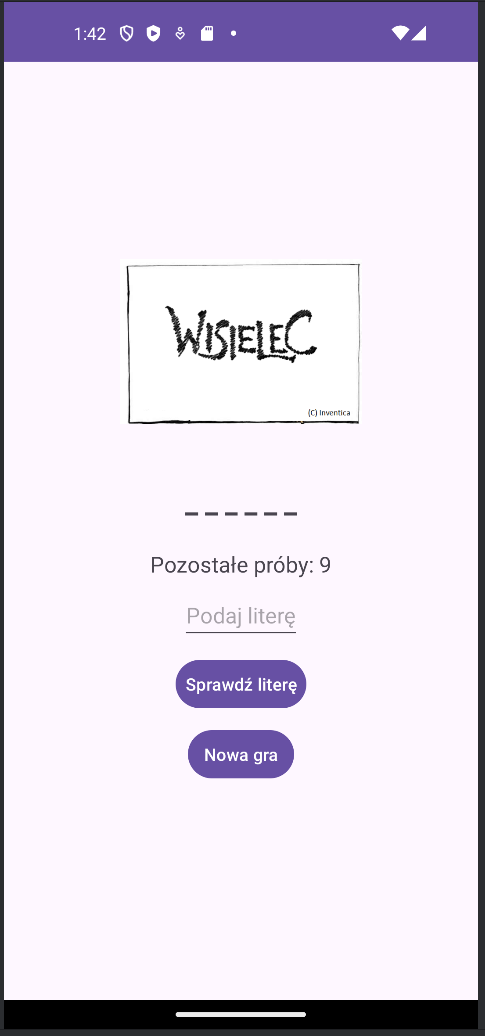 1:42
WISIELEC
(C) Inventica
_ _ _ _ _ _
Pozostałe próby: 9
Podaj literę
Sprawdź literę
Nowa gra